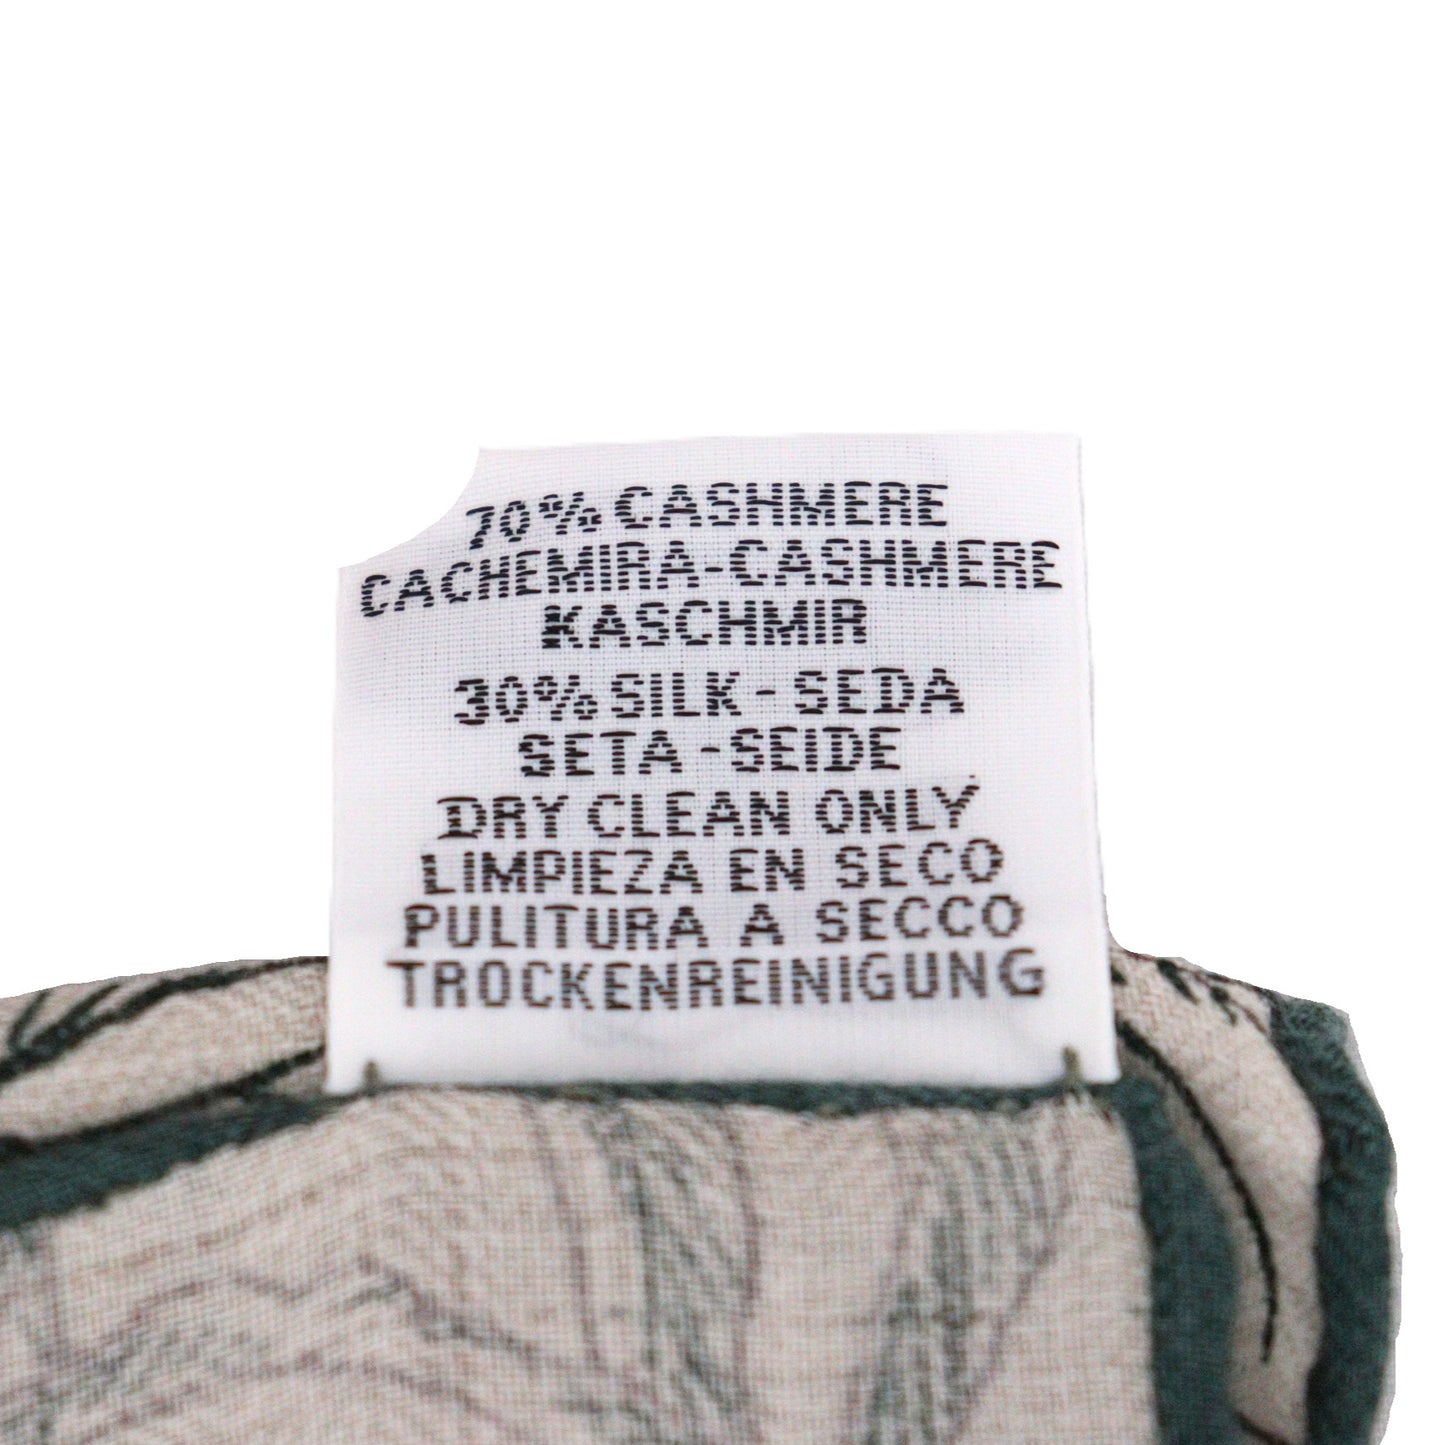 70% CASHMERE
CACHEMIRA-CASHMERE
KASCHMIR
30% SILK - SEDA
SETA - SEIDE
DRY CLEAN ONLY
LIMPIEZA EN SECO
PULITURA A SECCO
TROCKENREINIGUNG